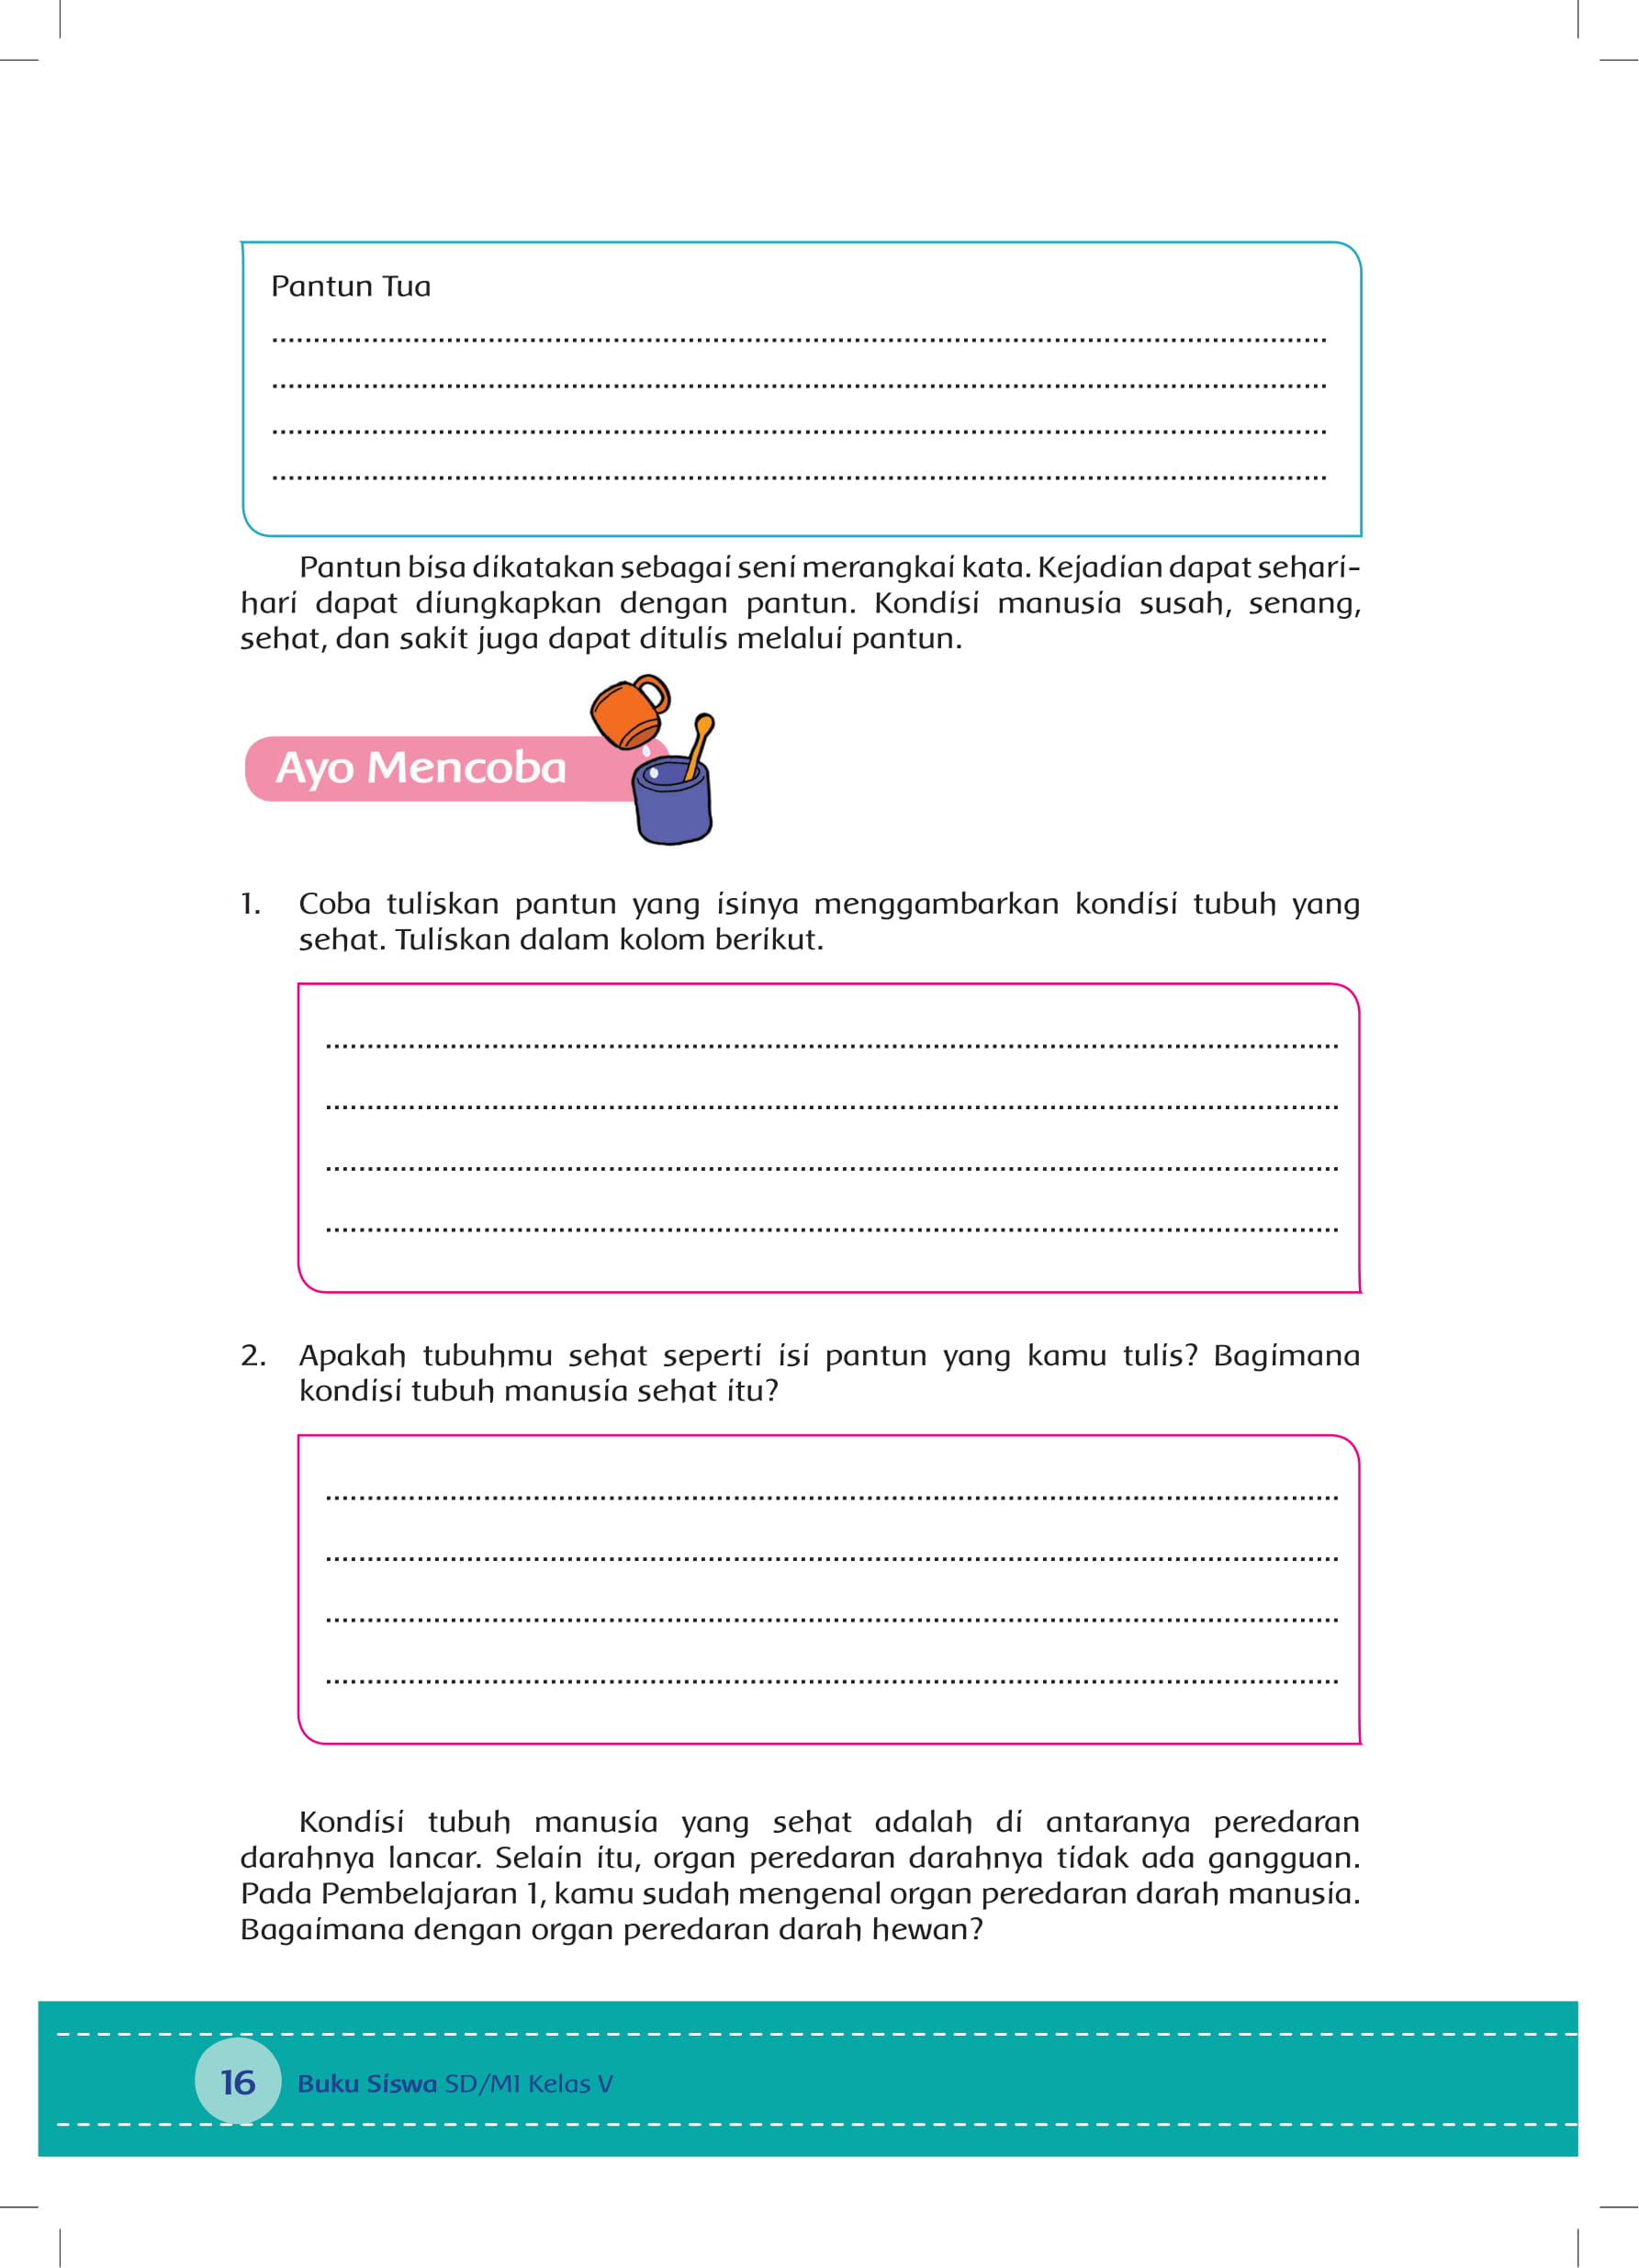 Pantun Tua
Pantun bisa dikatakan sebagai seni merangkai kata. Kejadian dapat sehari-
hari dapat diungkapkan dengan pantun. Kondisi manusia susah, senang,
sehat, dan sakit juga dapat ditulis melalui pantun.
Ayo Mencoba
1. Coba tuliskan pantun yang isinya menggambarkan kondisi tubuh yang
sehat. Tuliskan dalam kolom berikut.
2. Apakah tubuhmu sehat seperti isi pantun yang kamu tulis? Bagimana
kondisi tubuh manusia sehat itu?
Kondisi tubuh manusia yang sehat adalah di antaranya peredaran
darahnya lancar. Selain itu, organ peredaran darahnya tidak ada gangguan.
Pada Pembelajaran 1, kamu sudah mengenal organ peredaran darah manusia.
Bagaimana dengan organ peredaran darah hewan?
16 Buku Siswa SD/MI Kelas V